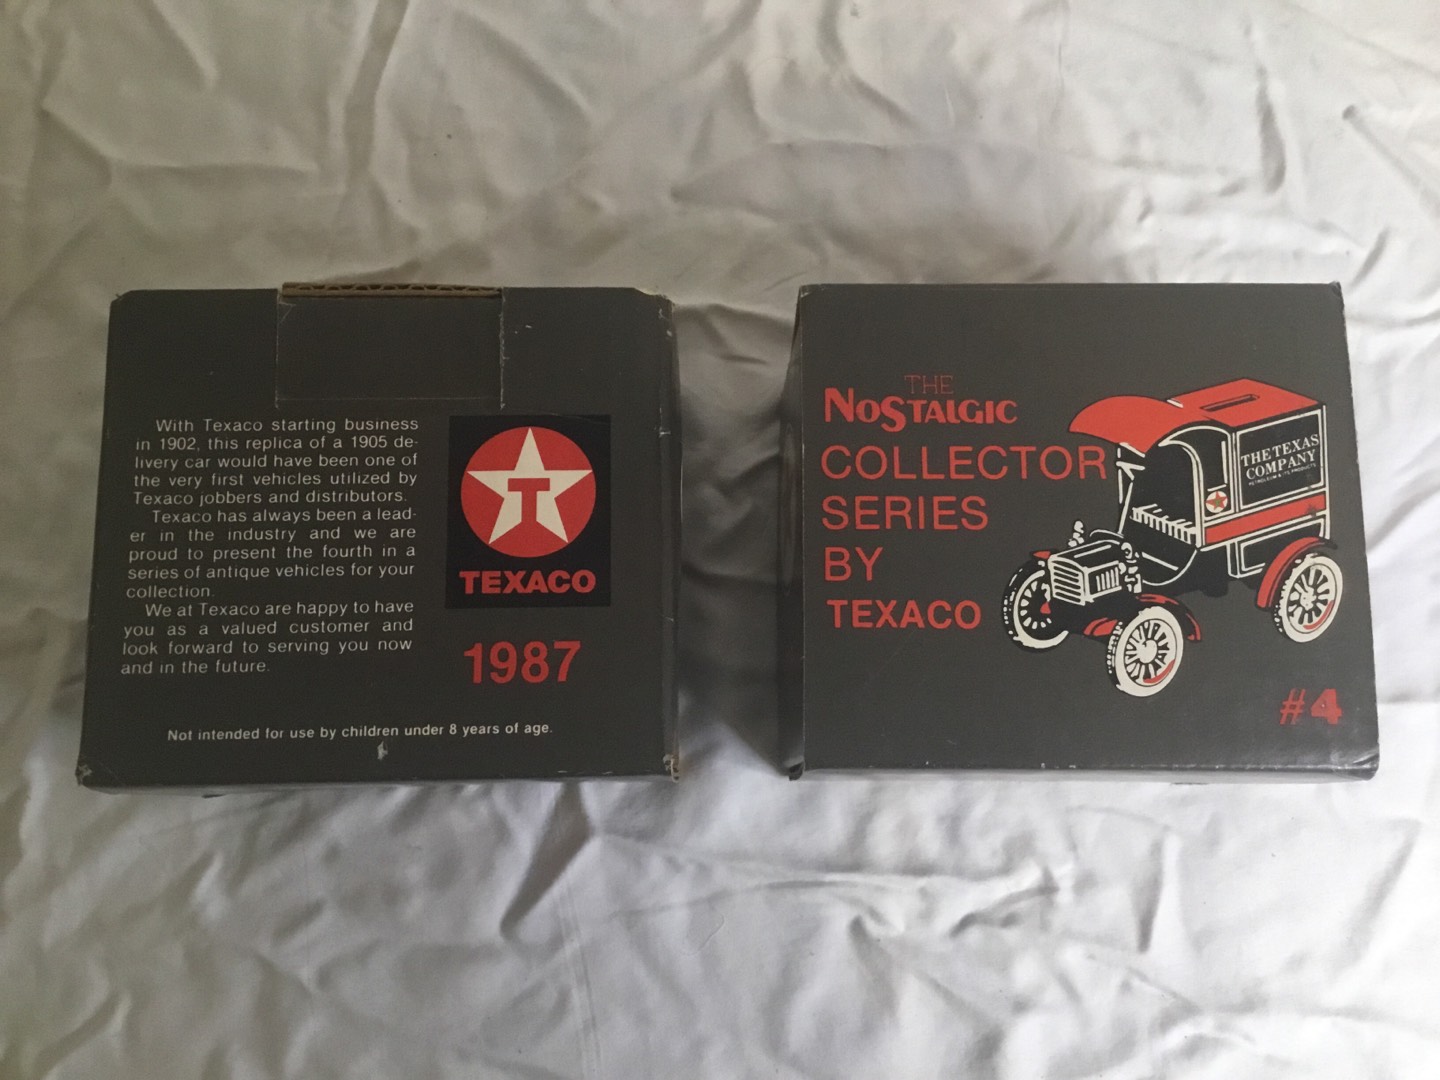 With Texaco starting business
in 1902, this replica of a 1905 de-
livery car would have been one of
the very first vehicles utilized by
Texaco jobbers and distributors.
Texaco has always been a lead-
er in the industry and we are
proud to present the fourth in a
series of antique vehicles for your
collection.
We at Texaco are happy to have
you as a valued customer and
look forward to serving you now
and in the future.
T
TEXACO
1987
Not intended for use by children under 8 years of age.
THE
NOSTALGIC
COLLECTOR
SERIES
BY
TEXACO
THE TEXAS
COMPANY
PETROLEUM & ITS PRODUCTS
#4